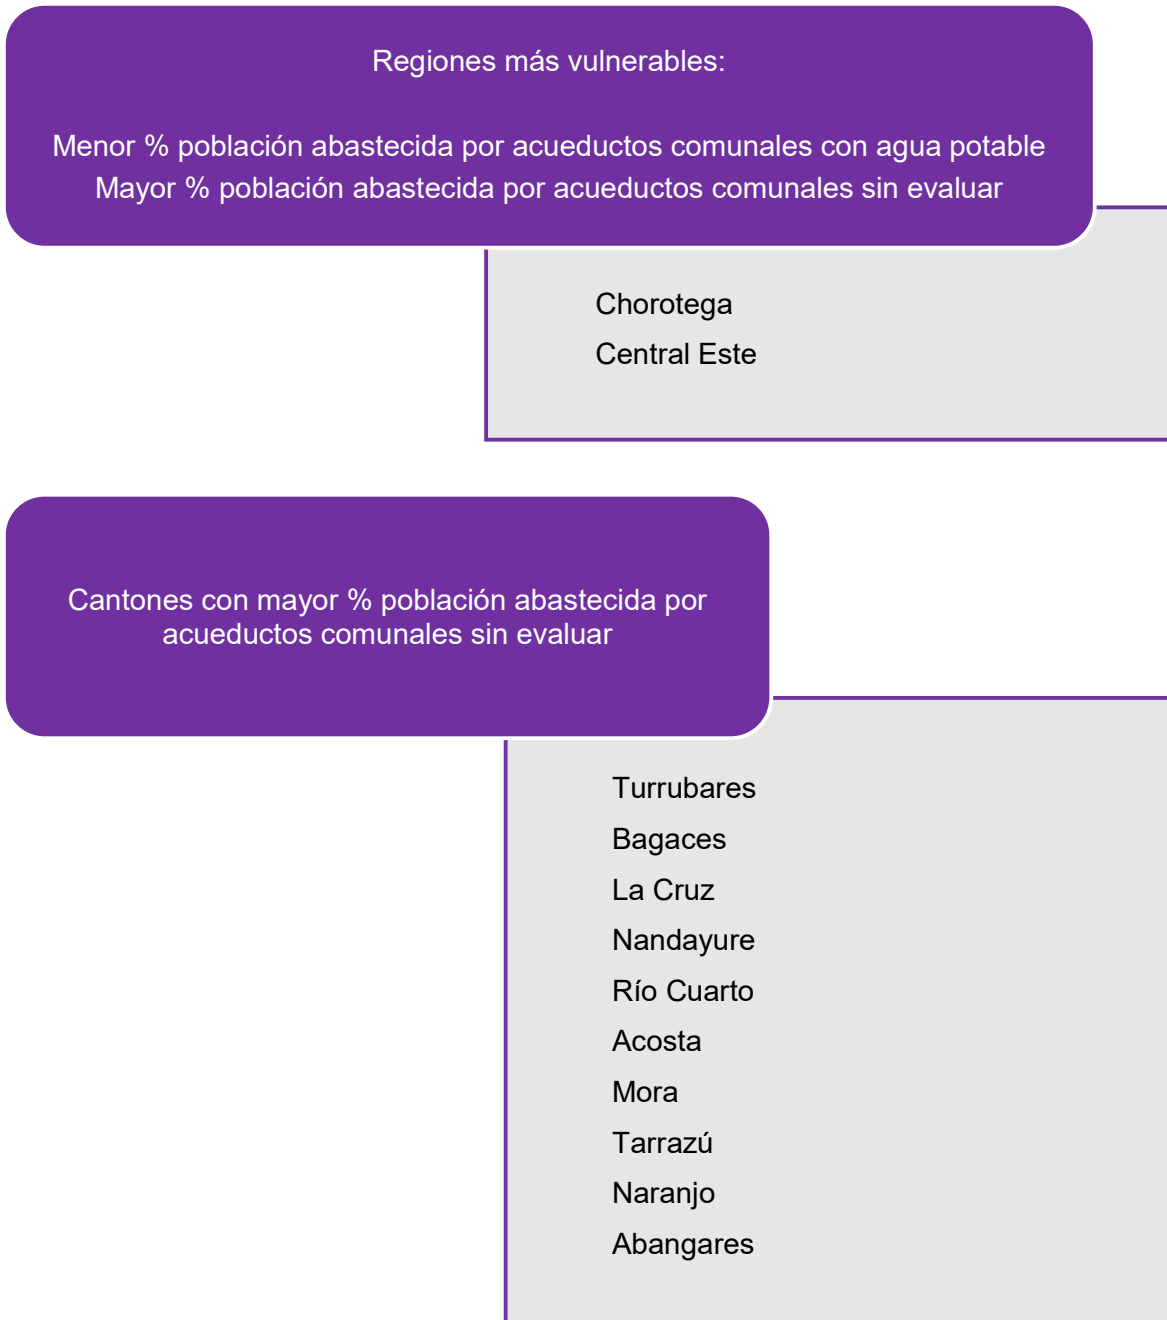 Regiones más vulnerables:
Menor % población abastecida por acueductos comunales con agua potable
Mayor % población abastecida por acueductos comunales sin evaluar
Chorotega
Central Este
Cantones con mayor % población abastecida por
acueductos comunales sin evaluar
Turrubares
Bagaces
La Cruz
Nandayure
Río Cuarto
Acosta
Mora
Tarrazú
Naranjo
Abangares